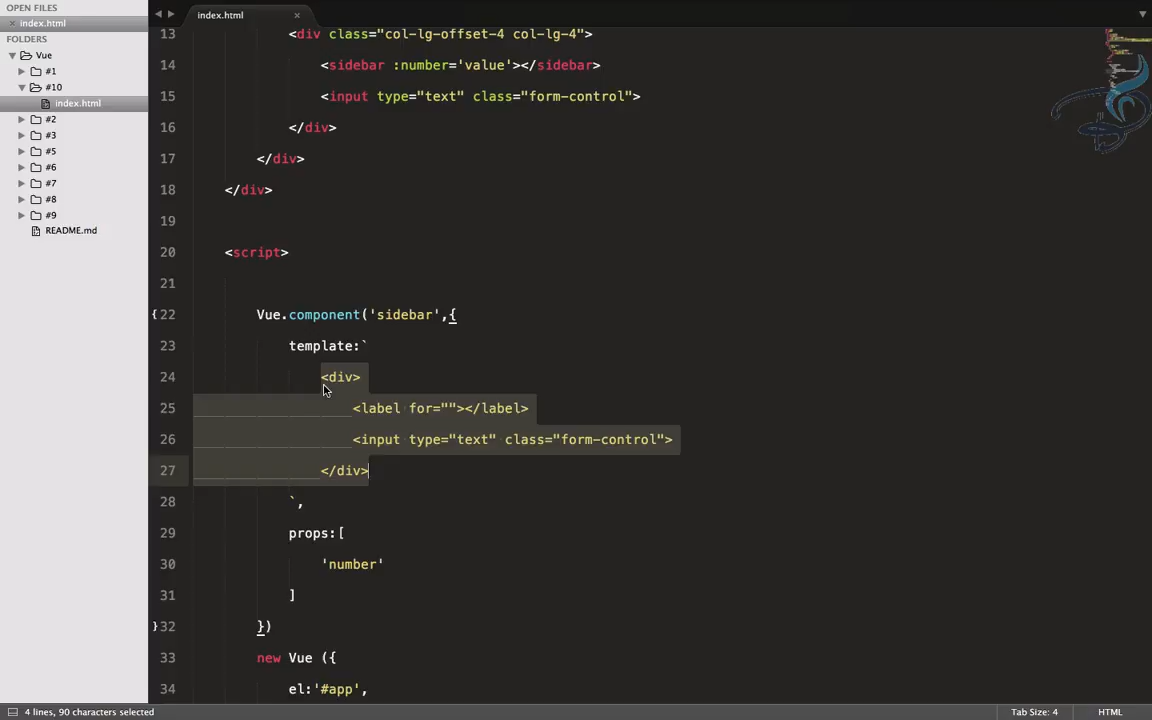 OPEN FILES
× index.html
FOLDERS
Vue
#1
#10
index.html
#2
#3
#5
#6
#7
#8
#9
README.md
index.html ×
13 <div class="col-lg-offset-4 col-lg-4">
14 <sidebar :number='value'></sidebar>
15 <input type="text" class="form-control">
16 </div>
17 </div>
18 </div>
19
20 <script>
21
{22 Vue.component('sidebar',{
23 template:`
24 <div>
25 <label for=""></label>
26 <input type="text" class="form-control">
27 </div>
28 `,
29 props:[
30 'number'
31 ]
}32 })
33 new Vue ({
34 el:'#app',
4 lines, 90 characters selected
Tab Size: 4
HTML